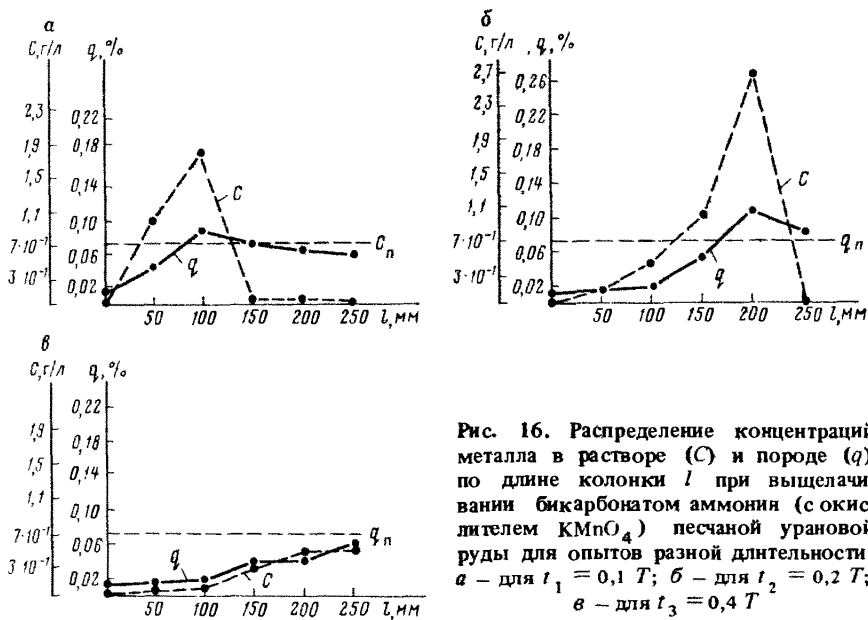 а
С,г/л q,%
2,3
1,9
1,5
1,1
7·10⁻¹
3·10⁻¹
0,22
0,18
0,14
0,10
0,06
0,02
C
Cп
q
50 100 150 200 250 l,мм
б
С,г/л , q,%
2,7
2,3
1,9
1,5
1,1
7·10⁻¹
3·10⁻¹
0,26
0,22
0,18
0,14
0,10
0,06
0,02
C
qп
q
50 100 150 200 250 l,мм
в
С,г/л q,%
1,9
1,5
1,1
7·10⁻¹
3·10⁻¹
0,22
0,18
0,14
0,10
0,06
0,02
qп
q
C
50 100 150 200 250 l,мм
Рис. 16. Распределение концентраций
металла в растворе (С) и породе (q)
по длине колонки l при выщелачи
вании бикарбонатом аммония (с окис
лителем KMnO₄) песчаной урановой
руды для опытов разной длительности
а – для t₁ = 0,1 T; б – для t₂ = 0,2 T;
в – для t₃ = 0,4 T